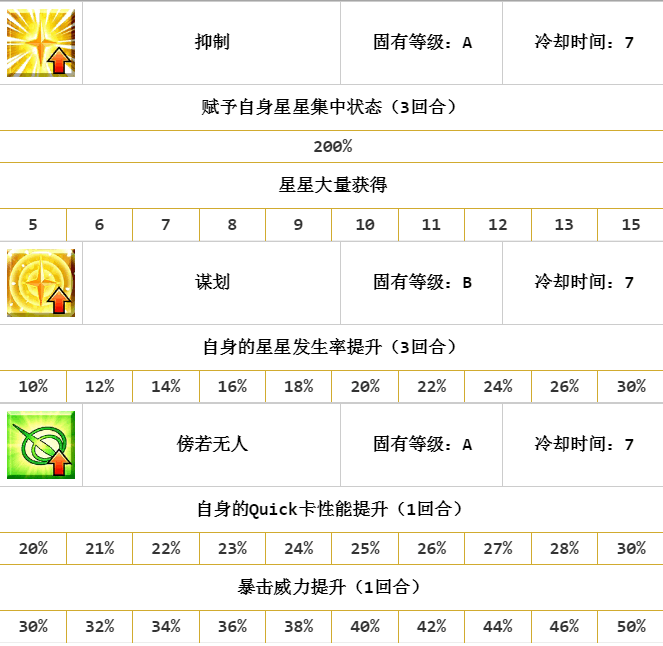 抑制 固有等级：A 冷却时间：7
赋予自身星星集中状态（3回合）
200%
星星大量获得
5 6 7 8 9 10 11 12 13 15
谋划 固有等级：B 冷却时间：7
自身的星星发生率提升（3回合）
10% 12% 14% 16% 18% 20% 22% 24% 26% 30%
傍若无人 固有等级：A 冷却时间：7
自身的Quick卡性能提升（1回合）
20% 21% 22% 23% 24% 25% 26% 27% 28% 30%
暴击威力提升（1回合）
30% 32% 34% 36% 38% 40% 42% 44% 46% 50%